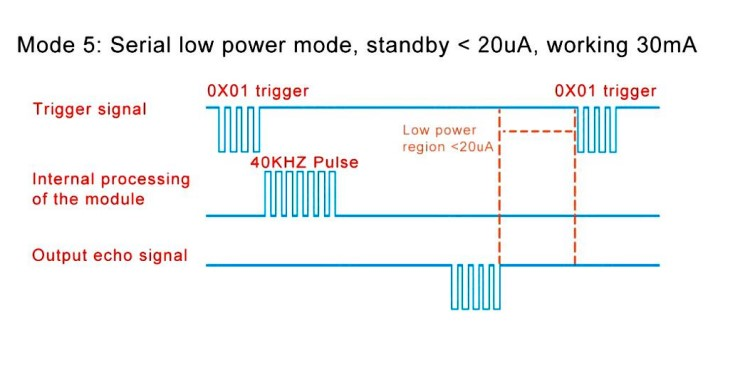 Mode 5: Serial low power mode, standby < 20uA, working 30mA
0X01 trigger
0X01 trigger
Trigger signal
Low power
region <20uA
40KHZ Pulse
Internal processing
of the module
Output echo signal